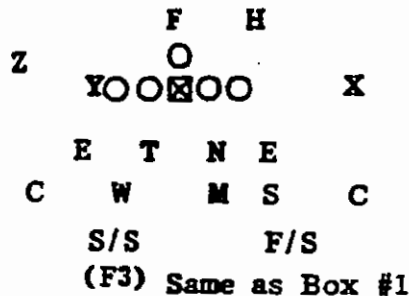 F H
Z
Y X
E T N E
C W M S C
S/S F/S
(F3) Same as Box #1